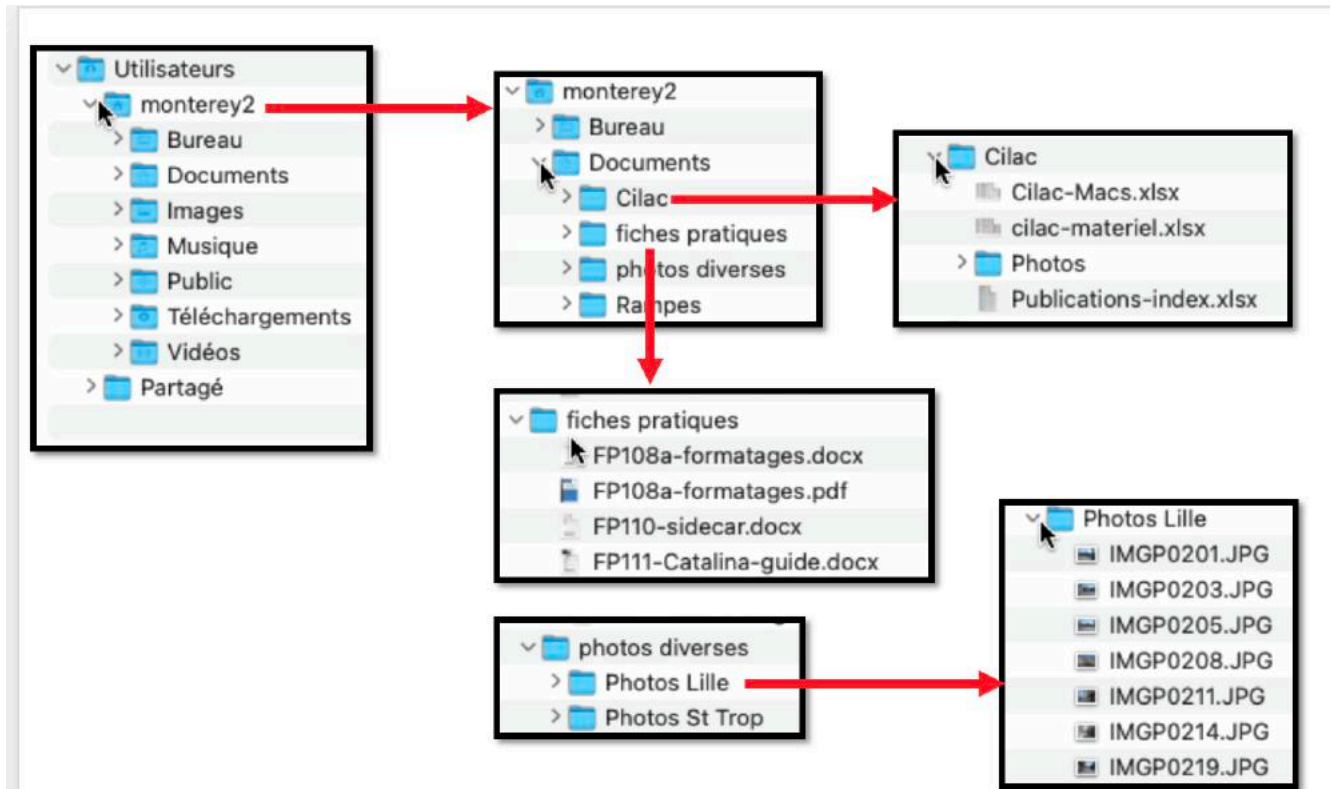 Utilisateurs
monterey2
Bureau
Documents
Images
Musique
Public
Téléchargements
Vidéos
Partagé
monterey2
Bureau
Documents
Cilac
fiches pratiques
photos diverses
Rampes
Cilac
Cilac-Macs.xlsx
cilac-materiel.xlsx
Photos
Publications-index.xlsx
fiches pratiques
FP108a-formatages.docx
FP108a-formatages.pdf
FP110-sidecar.docx
FP111-Catalina-guide.docx
photos diverses
Photos Lille
Photos St Trop
Photos Lille
IMGP0201.JPG
IMGP0203.JPG
IMGP0205.JPG
IMGP0208.JPG
IMGP0211.JPG
IMGP0214.JPG
IMGP0219.JPG